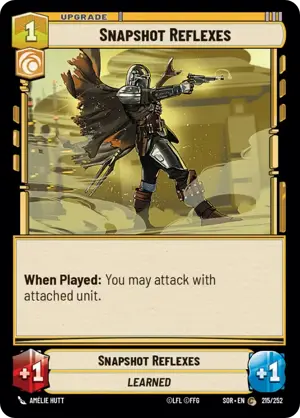 UPGRADE
1
SNAPSHOT REFLEXES
When Played: You may attack with
attached unit.
+1
SNAPSHOT REFLEXES
+1
LEARNED
AMÉLIE HUTT
©LFL ©FFG
SOR • EN
C
215/252